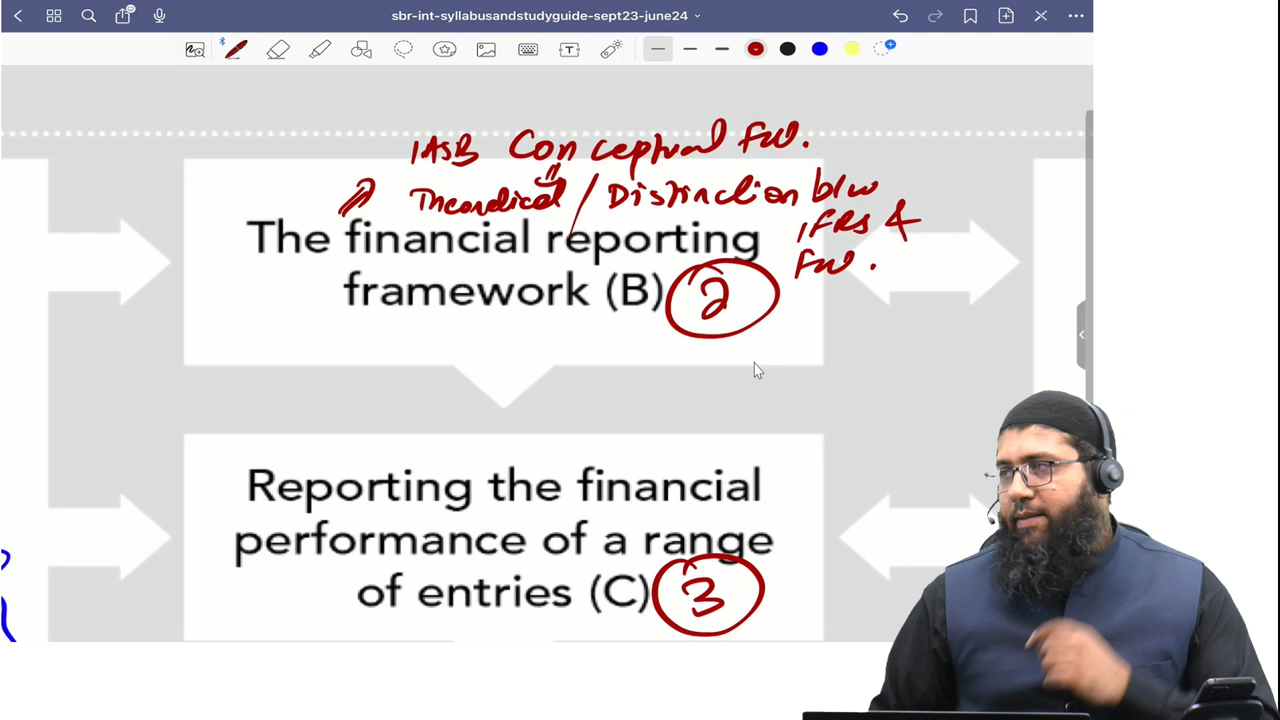 sbr-int-syllabusandstudyguide-sept23-june24
IASB Conceptual FW.
Theoretical / Distinction b/w
IFRS &
FW.
The financial reporting
framework (B)
2
Reporting the financial
performance of a range
of entries (C)
3